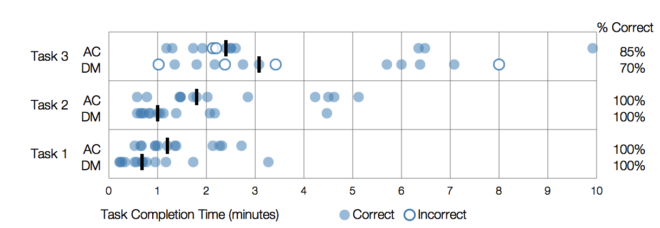 % Correct
Task 3 AC 85%
DM 70%
Task 2 AC 100%
DM 100%
Task 1 AC 100%
DM 100%
0 1 2 3 4 5 6 7 8 9 10
Task Completion Time (minutes) Correct Incorrect